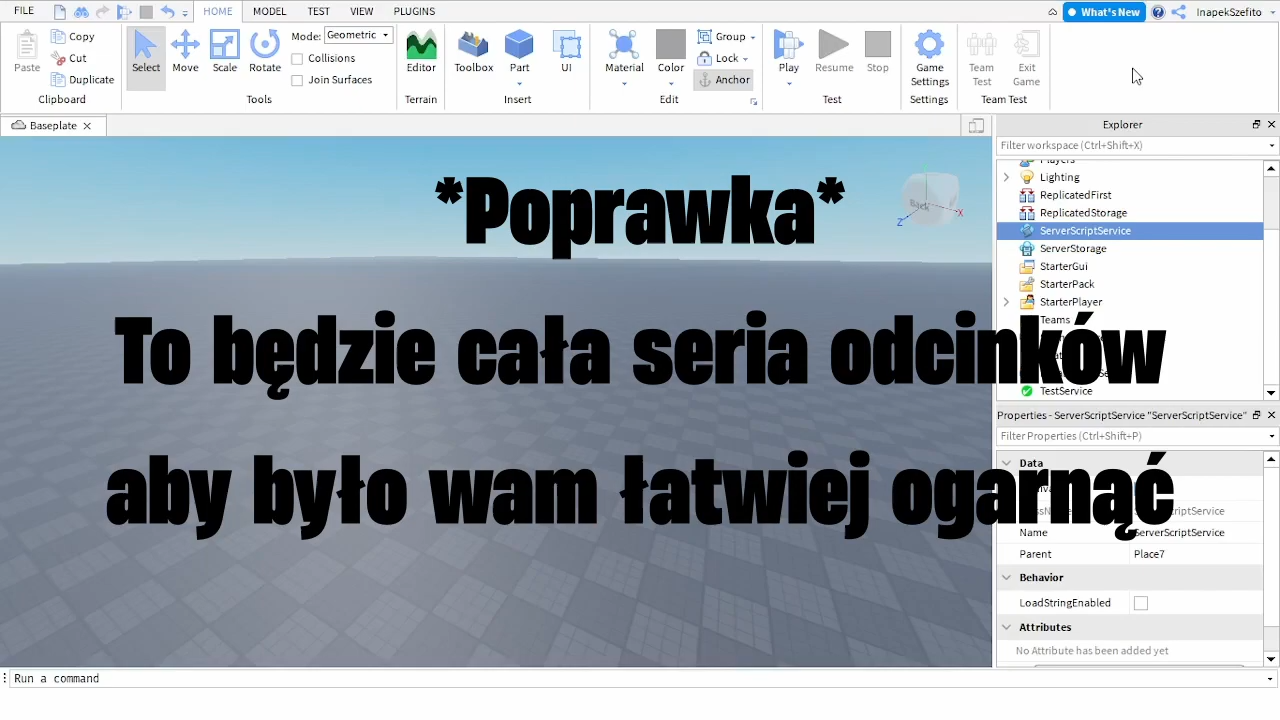 FILE
HOME
MODEL
TEST
VIEW
PLUGINS
What's New
InapekSzefito
Paste
Copy
Cut
Duplicate
Clipboard
Select
Move
Scale
Rotate
Mode:
Geometric
Collisions
Join Surfaces
Tools
Editor
Terrain
Toolbox
Part
UI
Insert
Material
Color
Group
Lock
Anchor
Edit
Play
Resume
Stop
Test
Game
Settings
Settings
Team
Test
Exit
Game
Team Test
Baseplate
Explorer
Filter workspace (Ctrl+Shift+X)
Players
Lighting
ReplicatedFirst
ReplicatedStorage
ServerScriptService
ServerStorage
StarterGui
StarterPack
StarterPlayer
Teams
TestService
Back
X
Z
*Poprawka*
To będzie cała seria odcinków
aby było wam łatwiej ogarnąć
Properties - ServerScriptService "ServerScriptService"
Filter Properties (Ctrl+Shift+P)
Data
Name
ServerScriptService
Parent
Place7
Behavior
LoadStringEnabled
Attributes
No Attribute has been added yet
Run a command